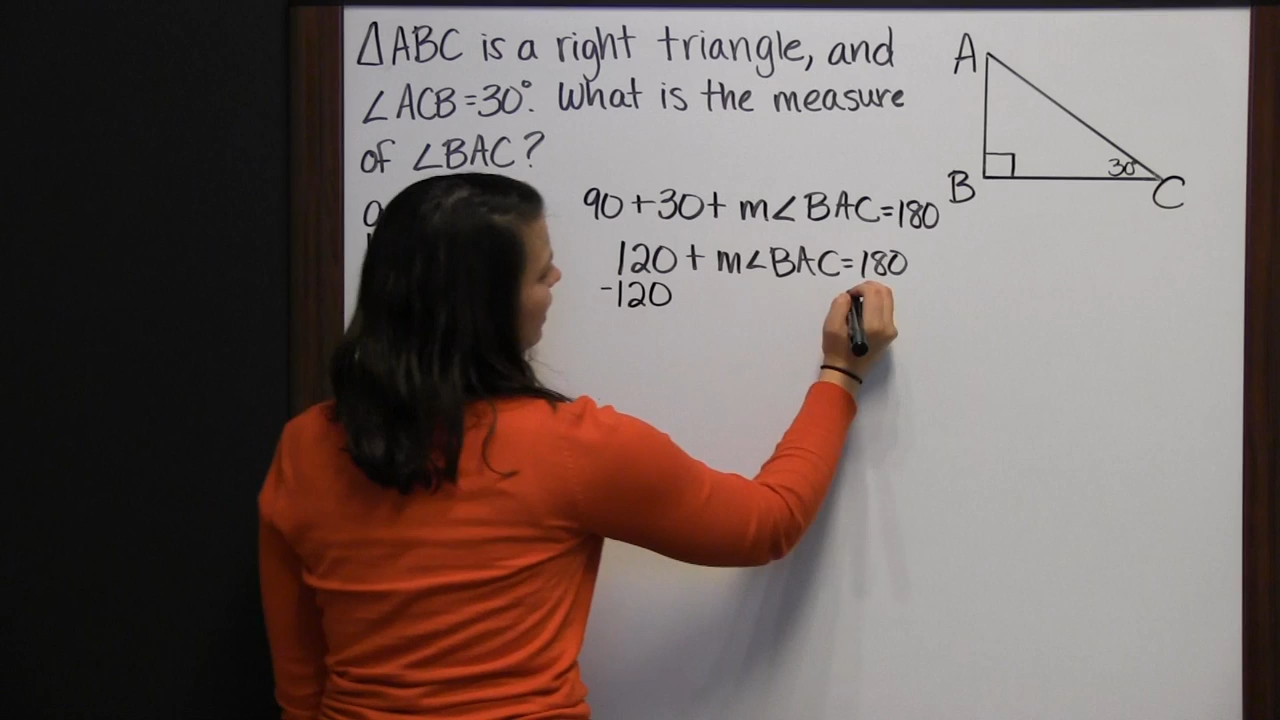 △ABC is a right triangle, and
∠ACB=30°. What is the measure
of ∠BAC?
90+30+ m∠BAC=180
120+ m∠BAC=180
-120
A
B
30°
C